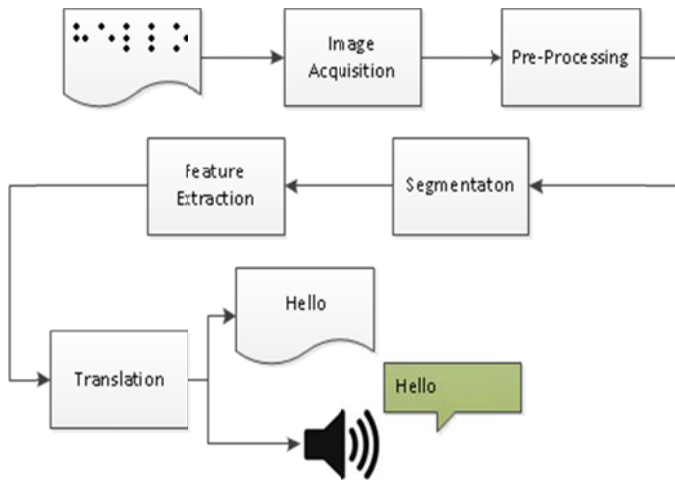 ⠓⠑⠇⠇⠕
Image
Acquisition
Pre-Processing
Feature
Extraction
Segmentaton
Hello
Translation
Hello